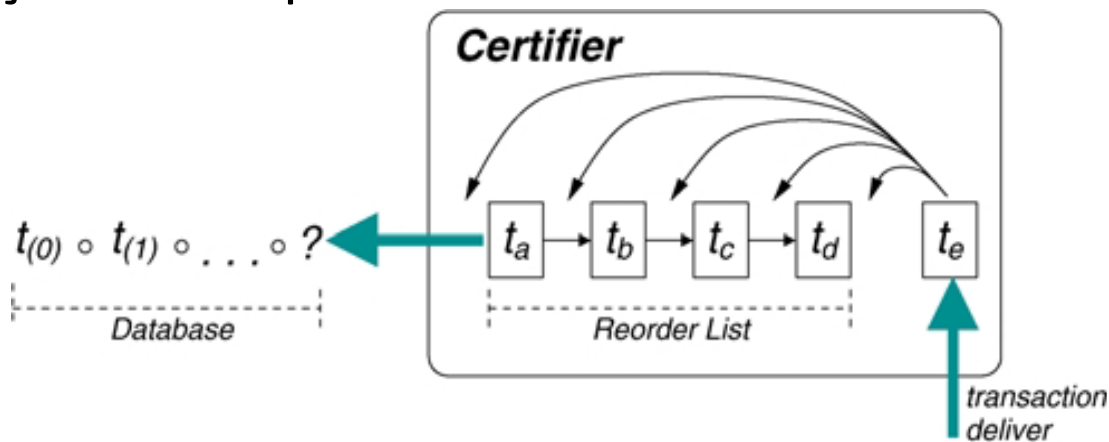 Certifier
t(0) ∘ t(1) ∘ . . . ∘ ?
ta tb tc td te
Database
Reorder List
transaction
deliver